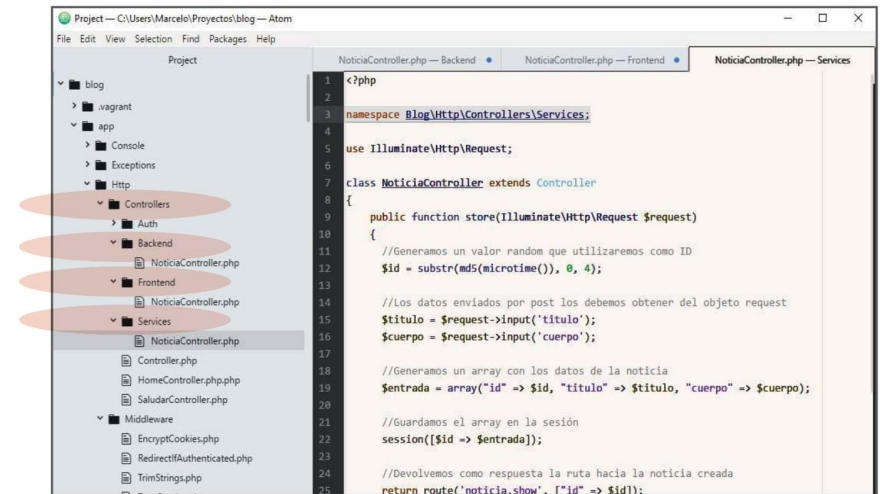 Project — C:\Users\Marcelo\Proyectos\blog — Atom
File Edit View Selection Find Packages Help
Project
NoticiaController.php — Backend
NoticiaController.php — Frontend
NoticiaController.php — Services
blog
.vagrant
app
Console
Exceptions
Http
Controllers
Auth
Backend
NoticiaController.php
Frontend
NoticiaController.php
Services
NoticiaController.php
Controller.php
HomeController.php.php
SaludarController.php
Middleware
EncryptCookies.php
RedirectIfAuthenticated.php
TrimStrings.php
1 <?php
2
3 namespace Blog\Http\Controllers\Services;
4
5 use Illuminate\Http\Request;
6
7 class NoticiaController extends Controller
8 {
9 public function store(Illuminate\Http\Request $request)
10 {
11 //Generamos un valor random que utilizaremos como ID
12 $id = substr(md5(microtime()), 0, 4);
13
14 //Los datos enviados por post los debemos obtener del objeto request
15 $titulo = $request->input('titulo');
16 $cuerpo = $request->input('cuerpo');
17
18 //Generamos un array con los datos de la noticia
19 $entrada = array("id" => $id, "titulo" => $titulo, "cuerpo" => $cuerpo);
20
21 //Guardamos el array en la sesión
22 session([$id => $entrada]);
23
24 //Devolvemos como respuesta la ruta hacia la noticia creada
25 return route('noticia.show', ["id" => $id]);